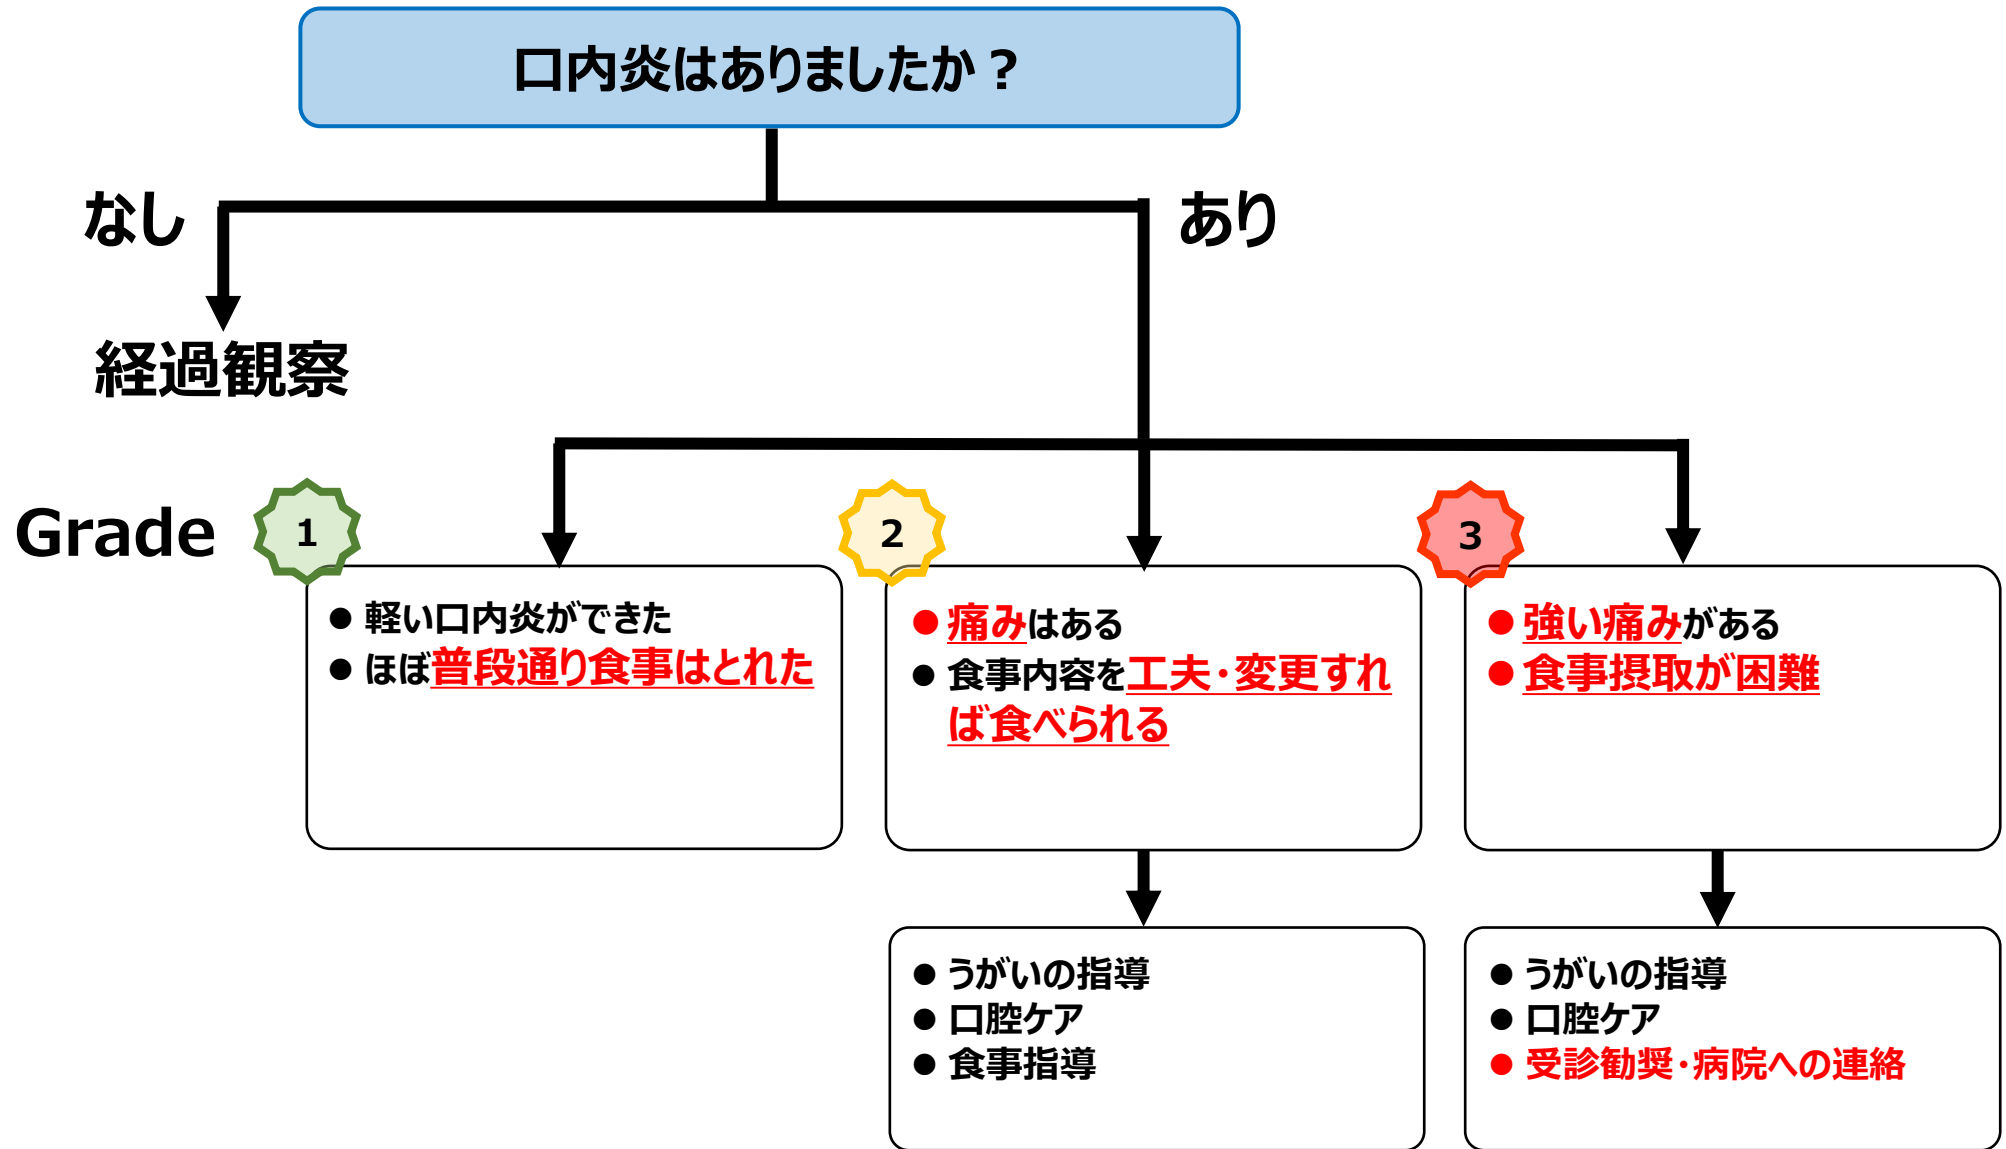 口内炎はありましたか？
なし
あり
経過観察
Grade
1
2
3
● 軽い口内炎ができた
● ほぼ普段通り食事はとれた
● 痛みはある
● 食事内容を工夫・変更すれ
ば食べられる
● 強い痛みがある
● 食事摂取が困難
● うがいの指導
● 口腔ケア
● 食事指導
● うがいの指導
● 口腔ケア
● 受診勧奨・病院への連絡